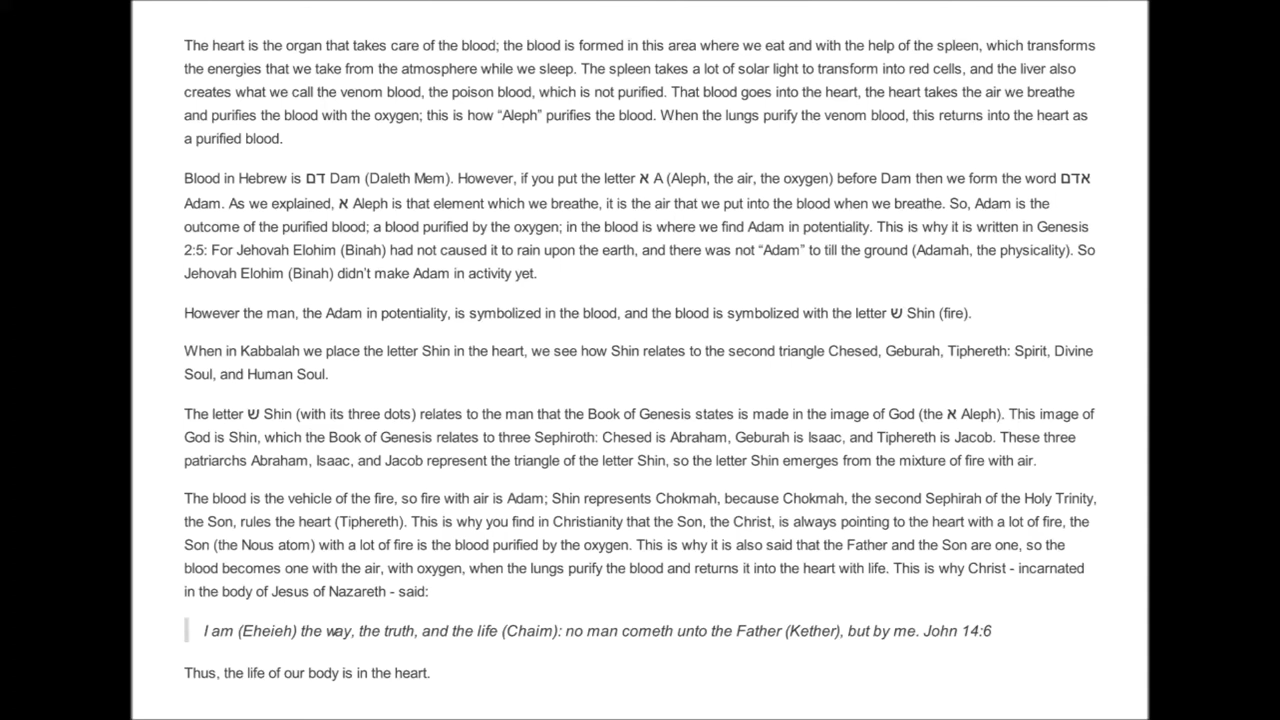 The heart is the organ that takes care of the blood; the blood is formed in this area where we eat and with the help of the spleen, which transforms
the energies that we take from the atmosphere while we sleep. The spleen takes a lot of solar light to transform into red cells, and the liver also
creates what we call the venom blood, the poison blood, which is not purified. That blood goes into the heart, the heart takes the air we breathe
and purifies the blood with the oxygen; this is how “Aleph” purifies the blood. When the lungs purify the venom blood, this returns into the heart as
a purified blood.
Blood in Hebrew is דם Dam (Daleth Mem). However, if you put the letter א A (Aleph, the air, the oxygen) before Dam then we form the word אדם
Adam. As we explained, א Aleph is that element which we breathe, it is the air that we put into the blood when we breathe. So, Adam is the
outcome of the purified blood; a blood purified by the oxygen; in the blood is where we find Adam in potentiality. This is why it is written in Genesis
2:5: For Jehovah Elohim (Binah) had not caused it to rain upon the earth, and there was not “Adam” to till the ground (Adamah, the physicality). So
Jehovah Elohim (Binah) didn’t make Adam in activity yet.
However the man, the Adam in potentiality, is symbolized in the blood, and the blood is symbolized with the letter ש Shin (fire).
When in Kabbalah we place the letter Shin in the heart, we see how Shin relates to the second triangle Chesed, Geburah, Tiphereth: Spirit, Divine
Soul, and Human Soul.
The letter ש Shin (with its three dots) relates to the man that the Book of Genesis states is made in the image of God (the א Aleph). This image of
God is Shin, which the Book of Genesis relates to three Sephiroth: Chesed is Abraham, Geburah is Isaac, and Tiphereth is Jacob. These three
patriarchs Abraham, Isaac, and Jacob represent the triangle of the letter Shin, so the letter Shin emerges from the mixture of fire with air.
The blood is the vehicle of the fire, so fire with air is Adam; Shin represents Chokmah, because Chokmah, the second Sephirah of the Holy Trinity,
the Son, rules the heart (Tiphereth). This is why you find in Christianity that the Son, the Christ, is always pointing to the heart with a lot of fire, the
Son (the Nous atom) with a lot of fire is the blood purified by the oxygen. This is why it is also said that the Father and the Son are one, so the
blood becomes one with the air, with oxygen, when the lungs purify the blood and returns it into the heart with life. This is why Christ - incarnated
in the body of Jesus of Nazareth - said:
I am (Eheieh) the way, the truth, and the life (Chaim): no man cometh unto the Father (Kether), but by me. John 14:6
Thus, the life of our body is in the heart.